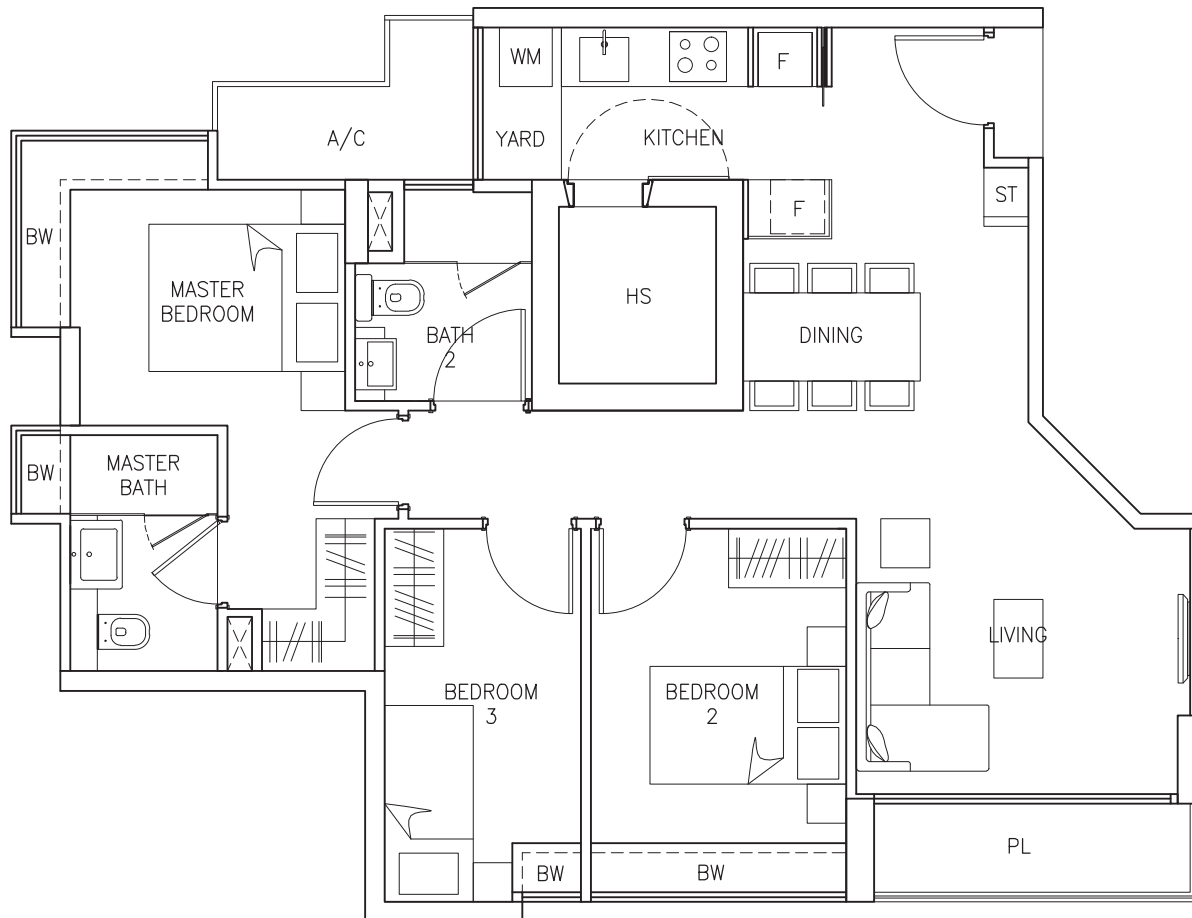 WM
F
A/C
YARD
KITCHEN
ST
F
BW
MASTER
BEDROOM
HS
BATH
2
DINING
BW
MASTER
BATH
LIVING
BEDROOM
3
BEDROOM
2
PL
BW
BW